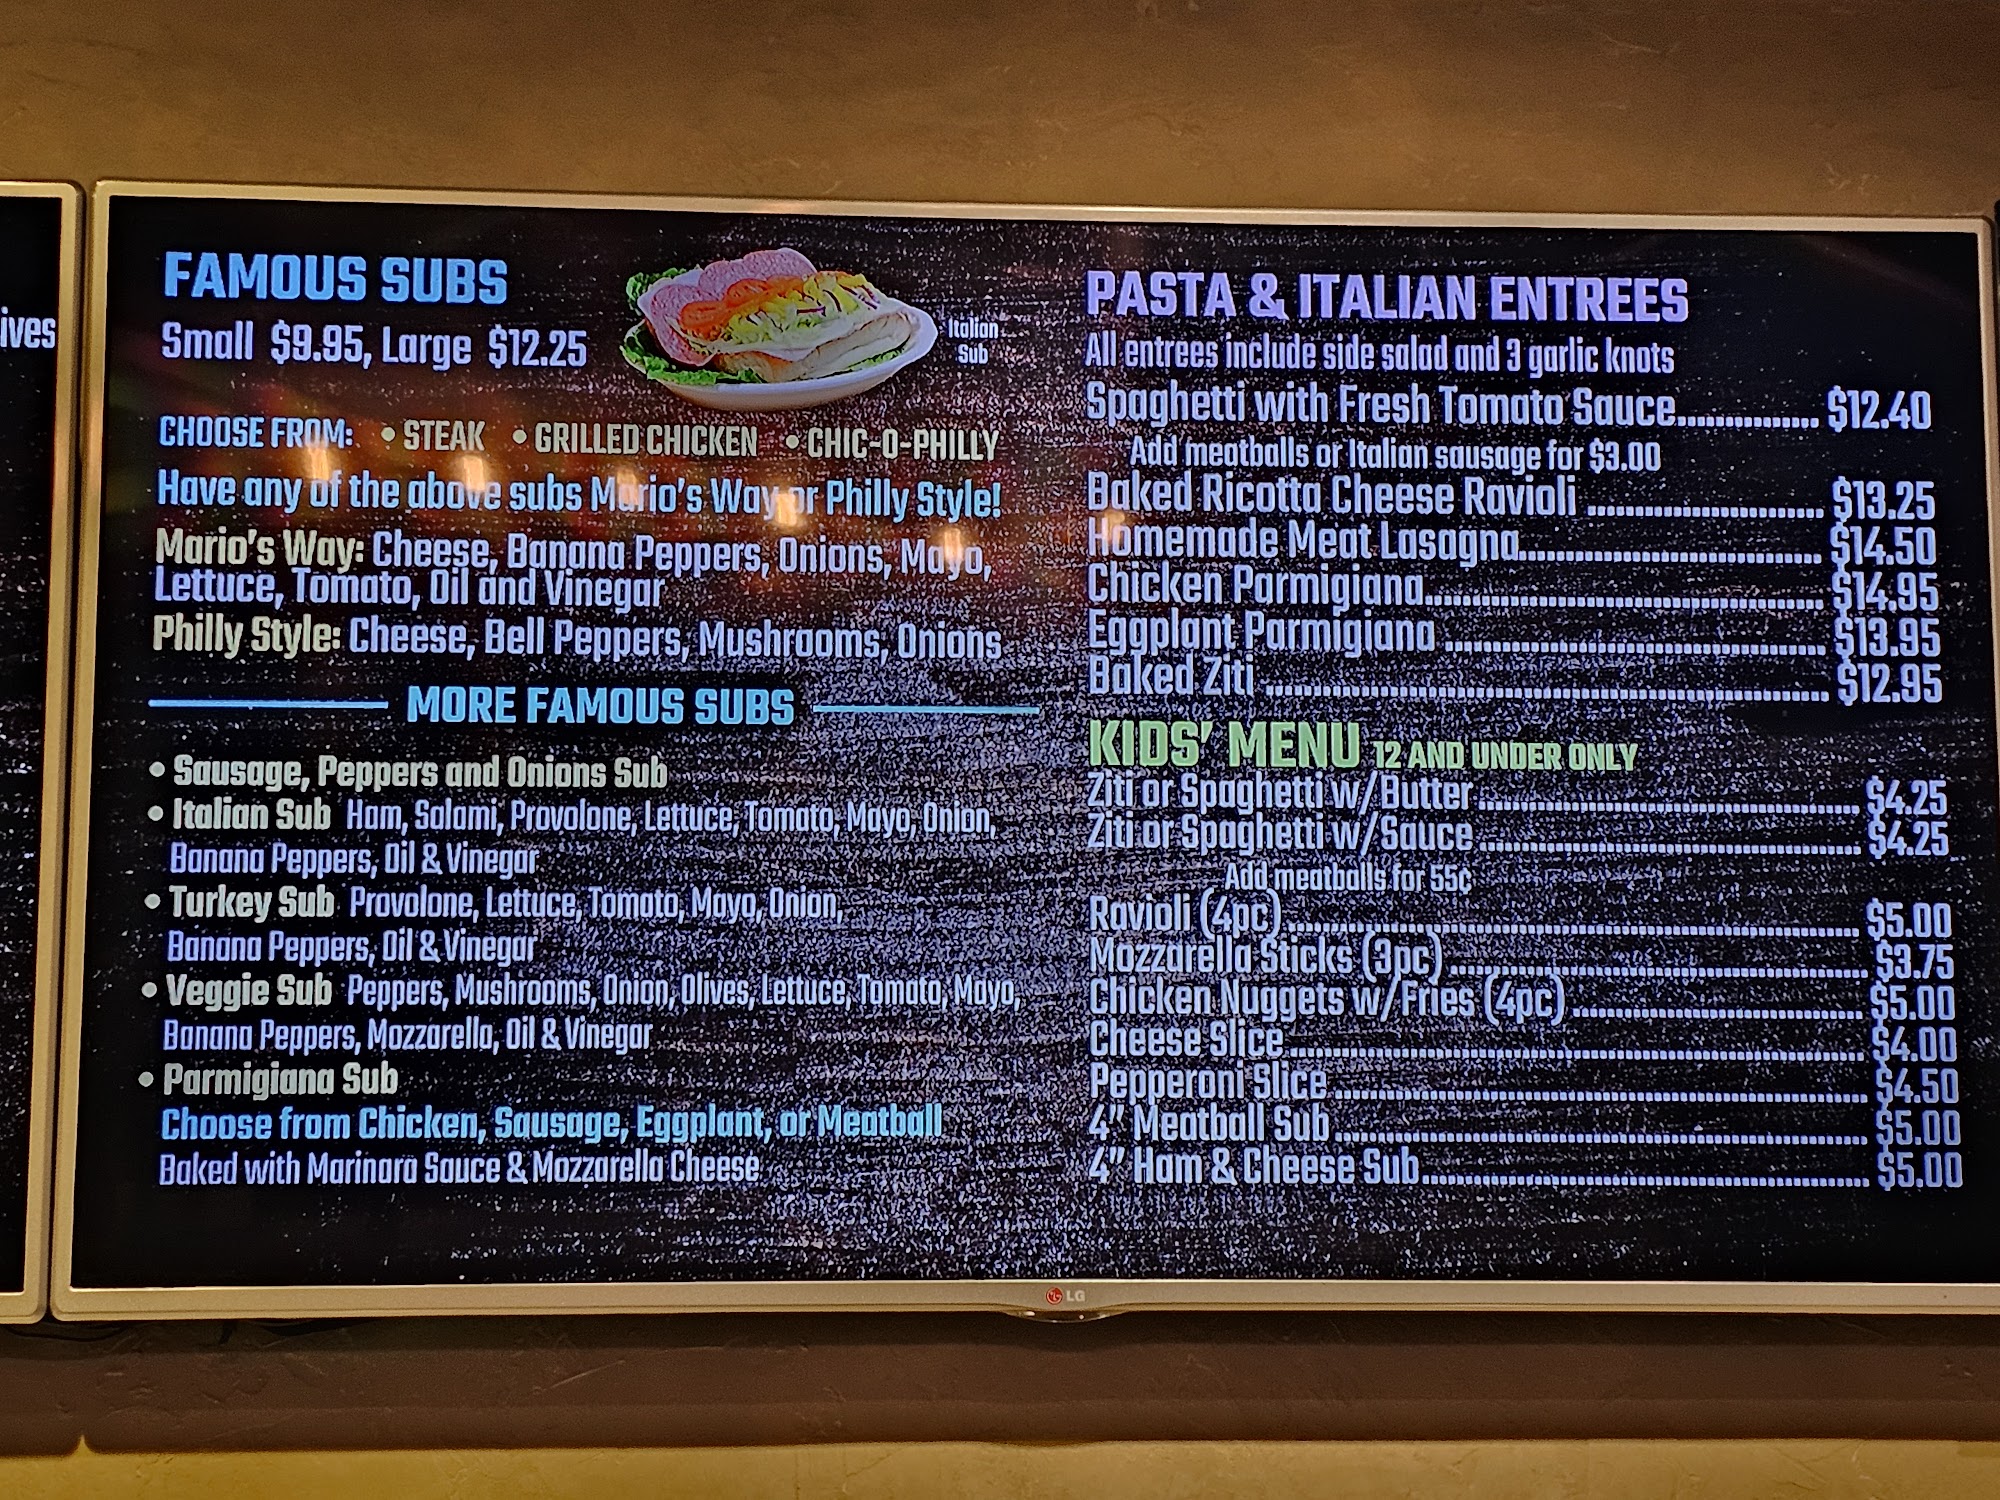 ives
FAMOUS SUBS
Small $9.95, Large $12.25
Italian
Sub
CHOOSE FROM: • STEAK • GRILLED CHICKEN • CHIC-O-PHILLY
Have any of the above subs Mario's Way or Philly Style!
Mario's Way: Cheese, Banana Peppers, Onions, Mayo,
Lettuce, Tomato, Oil and Vinegar
Philly Style: Cheese, Bell Peppers, Mushrooms, Onions
MORE FAMOUS SUBS
• Sausage, Peppers and Onions Sub
• Italian Sub Ham, Salami, Provolone, Lettuce, Tomato, Mayo, Onion,
Banana Peppers, Oil & Vinegar
• Turkey Sub Provolone, Lettuce, Tomato, Mayo, Onion,
Banana Peppers, Oil & Vinegar
• Veggie Sub Peppers, Mushrooms, Onion, Olives, Lettuce, Tomato, Mayo,
Banana Peppers, Mozzarella, Oil & Vinegar
• Parmigiana Sub
Choose from Chicken, Sausage, Eggplant, or Meatball
Baked with Marinara Sauce & Mozzarella Cheese
PASTA & ITALIAN ENTREES
All entrees include side salad and 3 garlic knots
Spaghetti with Fresh Tomato Sauce............... $12.40
Add meatballs or Italian sausage for $3.00
Baked Ricotta Cheese Ravioli ......................... $13.25
Homemade Meat Lasagna................................ $14.50
Chicken Parmigiana.......................................... $14.95
Eggplant Parmigiana ........................................ $13.95
Baked Ziti ........................................................... $12.95
KIDS' MENU 12 AND UNDER ONLY
Ziti or Spaghetti w/Butter ......................................... $4.25
Ziti or Spaghetti w/Sauce ......................................... $4.25
Add meatballs for 55¢
Ravioli (4pc)............................................................... $5.00
Mozzarella Sticks (3pc)............................................. $3.75
Chicken Nuggets w/Fries (4pc)................................ $5.00
Cheese Slice............................................................... $4.00
Pepperoni Slice.......................................................... $4.50
4" Meatball Sub.......................................................... $5.00
4" Ham & Cheese Sub................................................ $5.00
LG